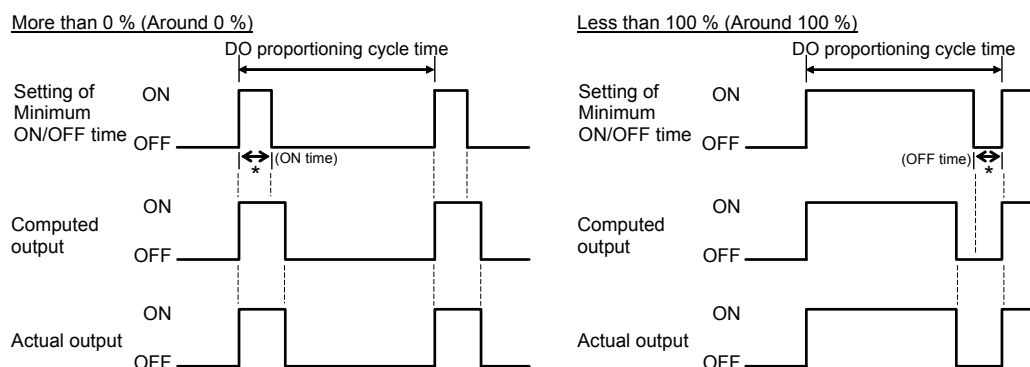 More than 0 % (Around 0 %)
DO proportioning cycle time
Setting of
Minimum
ON/OFF time
ON
OFF
(ON time)
*
Computed
output
ON
OFF
Actual output
ON
OFF
Less than 100 % (Around 100 %)
DO proportioning cycle time
Setting of
Minimum
ON/OFF time
ON
OFF
(OFF time)
*
Computed
output
ON
OFF
Actual output
ON
OFF